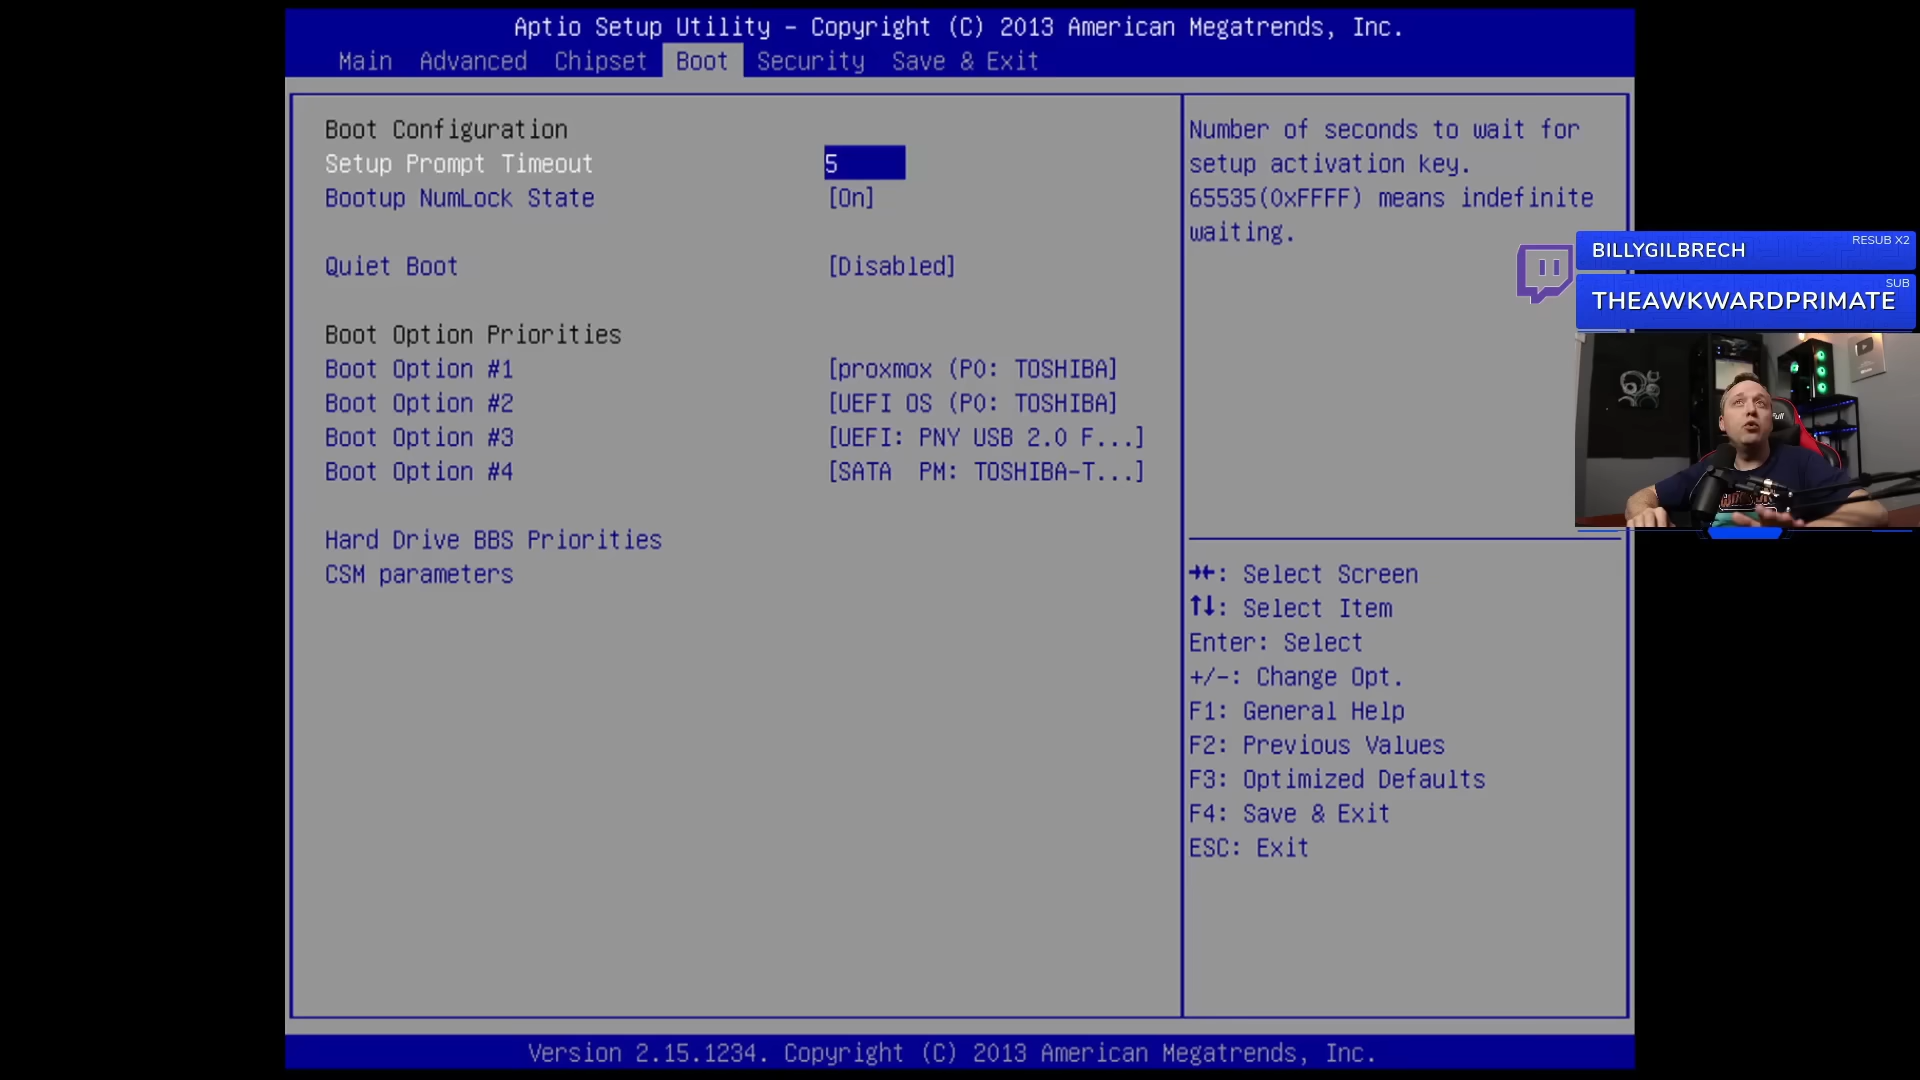 Aptio Setup Utility – Copyright (C) 2013 American Megatrends, Inc.
Main Advanced Chipset Boot Security Save & Exit
Boot Configuration
Setup Prompt Timeout 5
Bootup NumLock State [On]
Quiet Boot [Disabled]
Boot Option Priorities
Boot Option #1 [proxmox (P0: TOSHIBA]
Boot Option #2 [UEFI OS (P0: TOSHIBA]
Boot Option #3 [UEFI: PNY USB 2.0 F...]
Boot Option #4 [SATA  PM: TOSHIBA-T...]
Hard Drive BBS Priorities
CSM parameters
Number of seconds to wait for
setup activation key.
65535(0xFFFF) means indefinite
waiting.
RESUB X2
BILLYGILBRECH
SUB
THEAWKWARDPRIMATE
→←: Select Screen
↑↓: Select Item
Enter: Select
+/-: Change Opt.
F1: General Help
F2: Previous Values
F3: Optimized Defaults
F4: Save & Exit
ESC: Exit
Version 2.15.1234. Copyright (C) 2013 American Megatrends, Inc.